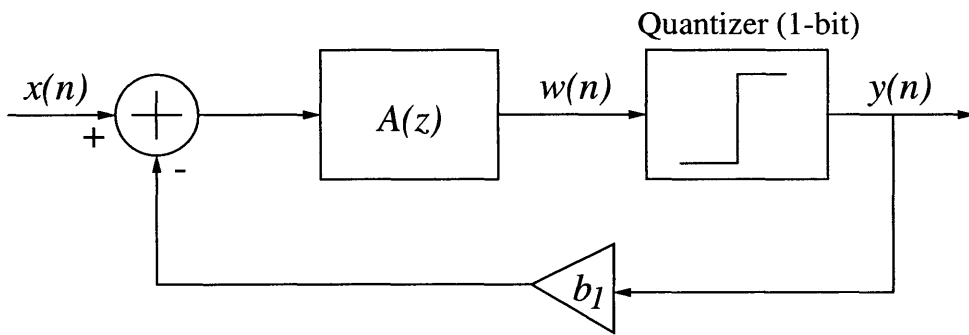 Quantizer (1-bit)
x(n)
+
-
A(z)
w(n)
y(n)
b1